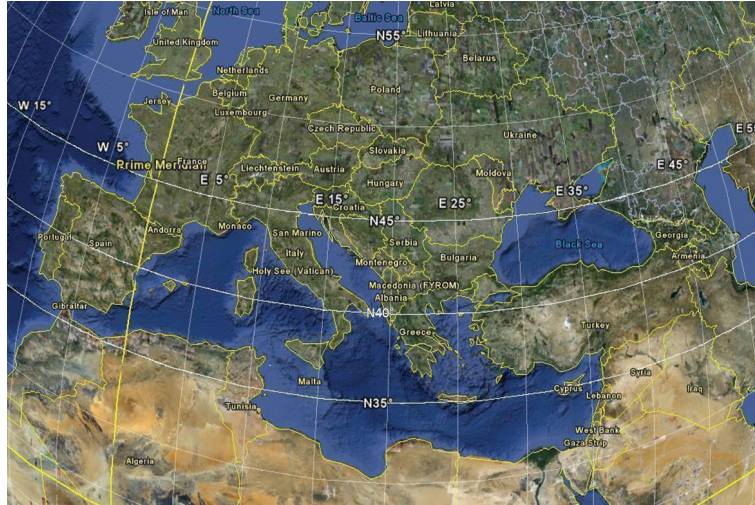 Latvia
Isle of Man
North Sea
Baltic Sea
N55°
Lithuania
United Kingdom
Belarus
Netherlands
W 15°
Belgium
Germany
Poland
Jersey
Luxembourg
Czech Republic
Ukraine
E 5
W 5°
Slovakia
Prime Meridian
France
Liechtenstein
Austria
Moldova
E 45°
E 5°
Hungary
E 35°
E 15°
Croatia
E 25°
N45°
Portugal
Spain
Andorra
Monaco
San Marino
Serbia
Black Sea
Georgia
Italy
Montenegro
Bulgaria
Armenia
Holy See (Vatican)
Macedonia (FYROM)
Albania
Gibraltar
N40°
Greece
Turkey
Malta
Syria
Cyprus
Iraq
Tunisia
N35°
Lebanon
West Bank
Gaza Strip
Algeria